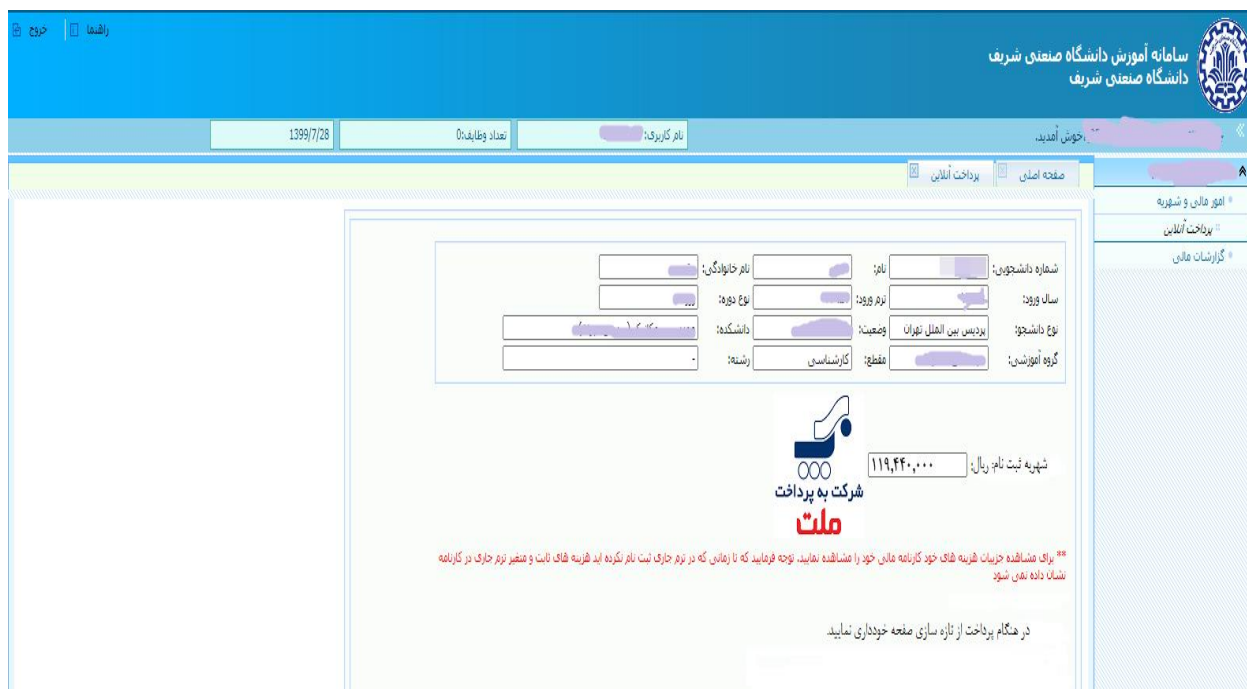 سامانه آموزش دانشگاه صنعتی شریف
دانشگاه صنعتی شریف
راهنما
خروج
خوش آمدید،
نام کاربری:
تعداد وظایف:0
1399/7/28
صفحه اصلی
پرداخت آنلاین
امور مالی و شهریه
پرداخت آنلاین
گزارشات مالی
شماره دانشجویی: نام: نام خانوادگی:
سال ورود: ترم ورود: نوع دوره:
نوع دانشجو: پردیس بین الملل تهران وضعیت: دانشکده:
گروه آموزشی: مقطع: کارشناسی رشته: -
شهریه ثبت نام: ریال: ۱۱۹,۴۴۰,۰۰۰
شرکت به پرداخت
ملت
** برای مشاهده جزییات هزینه های خود کارنامه مالی خود را مشاهده نمایید، توجه فرمایید که تا زمانی که در ترم جاری ثبت نام نکرده اید هزینه های ثابت و متغیر ترم جاری در کارنامه
نشان داده نمی شود
در هنگام پرداخت از تازه سازی صفحه خودداری نمایید.